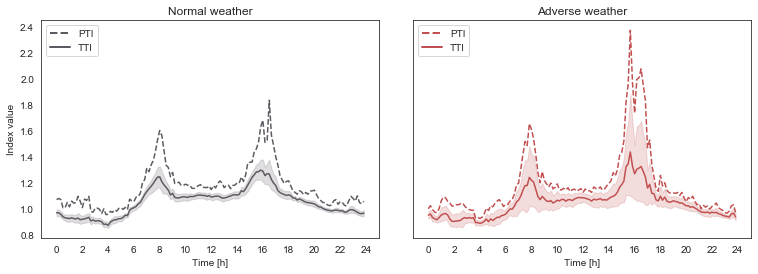 Normal weather
Adverse weather
PTI
TTI
PTI
TTI
Index value
2.4
2.2
2.0
1.8
1.6
1.4
1.2
1.0
0.8
0 2 4 6 8 10 12 14 16 18 20 22 24
0 2 4 6 8 10 12 14 16 18 20 22 24
Time [h]
Time [h]